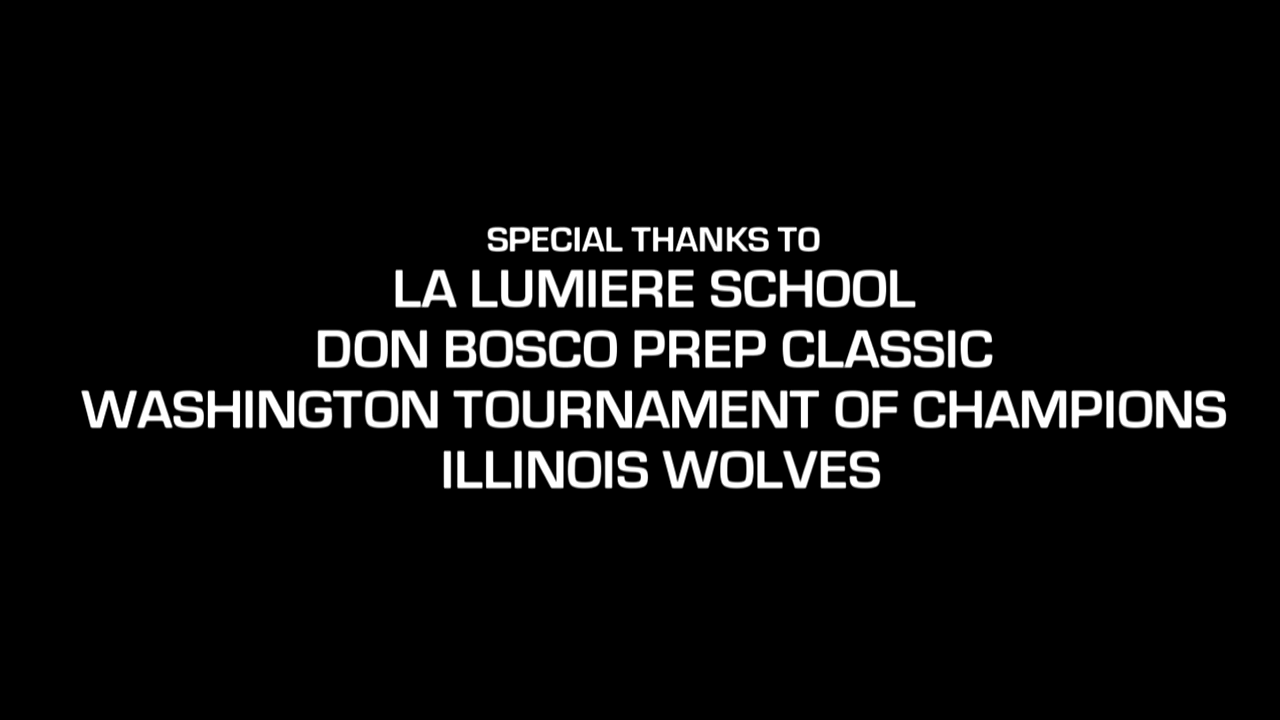 SPECIAL THANKS TO
LA LUMIERE SCHOOL
DON BOSCO PREP CLASSIC
WASHINGTON TOURNAMENT OF CHAMPIONS
ILLINOIS WOLVES